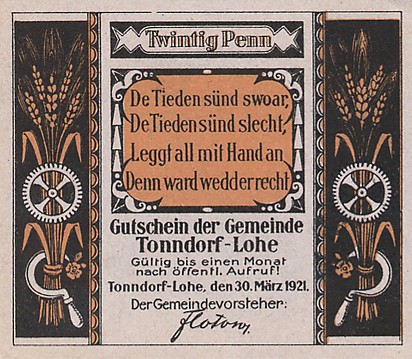 Twintig Penn
De Tieden sünd swoar,
De Tieden sünd slecht,
Leggt all mit Hand an,
Denn ward wedder recht
Gutschein der Gemeinde
Tonndorf-Lohe
Gültig bis einen Monat
nach öffentl. Aufruf!
Tonndorf-Lohe, den 30. März 1921.
Der Gemeindevorsteher: